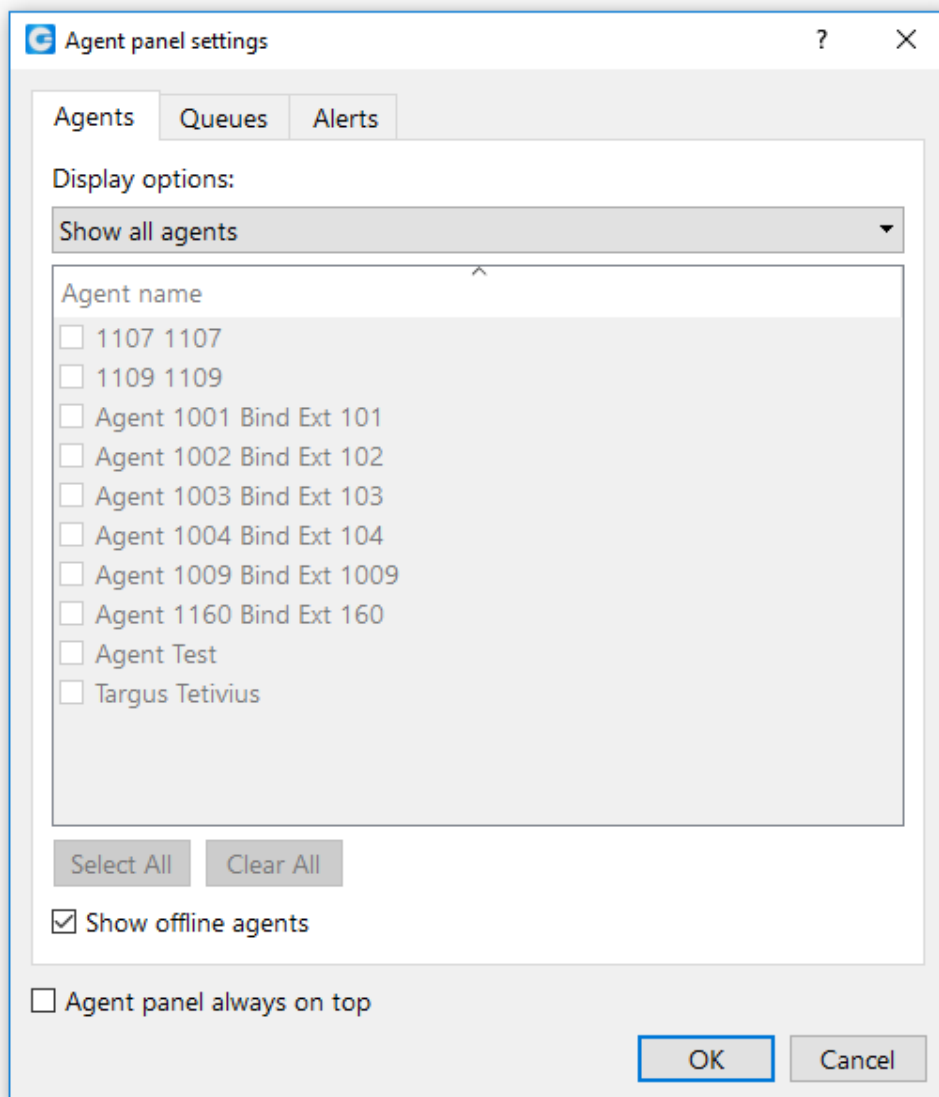 Agent panel settings ?
Agents Queues Alerts
Display options:
Show all agents
Agent name
1107 1107
1109 1109
Agent 1001 Bind Ext 101
Agent 1002 Bind Ext 102
Agent 1003 Bind Ext 103
Agent 1004 Bind Ext 104
Agent 1009 Bind Ext 1009
Agent 1160 Bind Ext 160
Agent Test
Targus Tetivius
Select All Clear All
Show offline agents
Agent panel always on top
OK Cancel